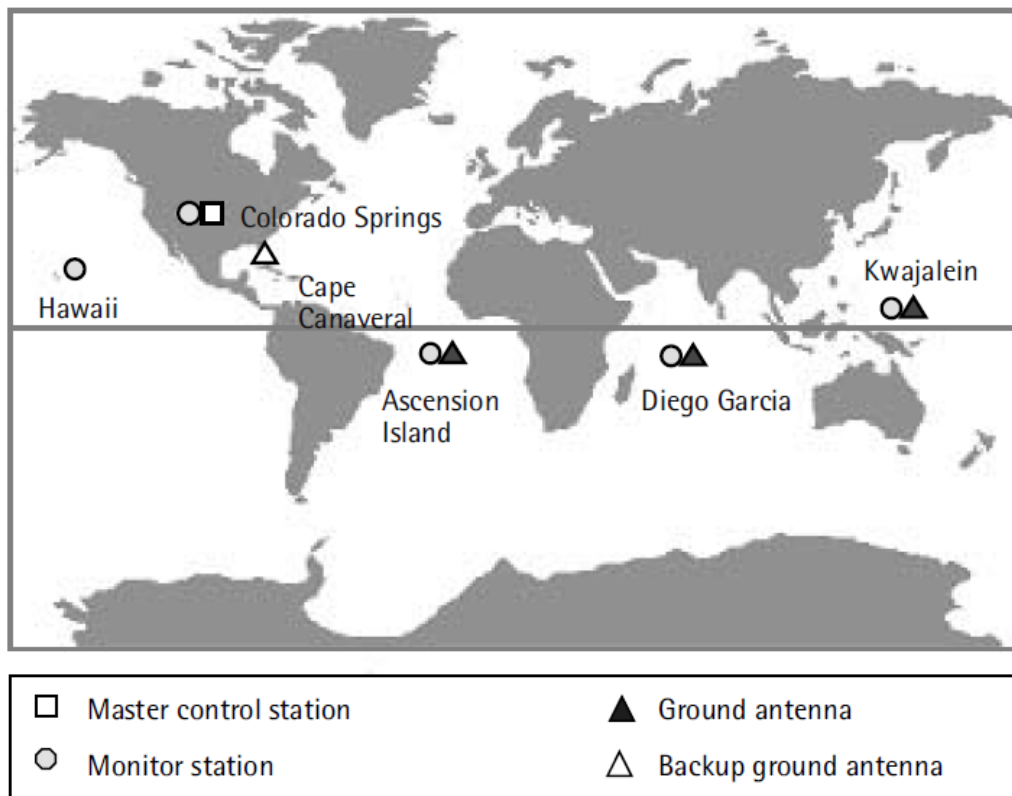 Colorado Springs
Kwajalein
Hawaii
Cape
Canaveral
Ascension
Island
Diego Garcia
Master control station
Ground antenna
Monitor station
Backup ground antenna